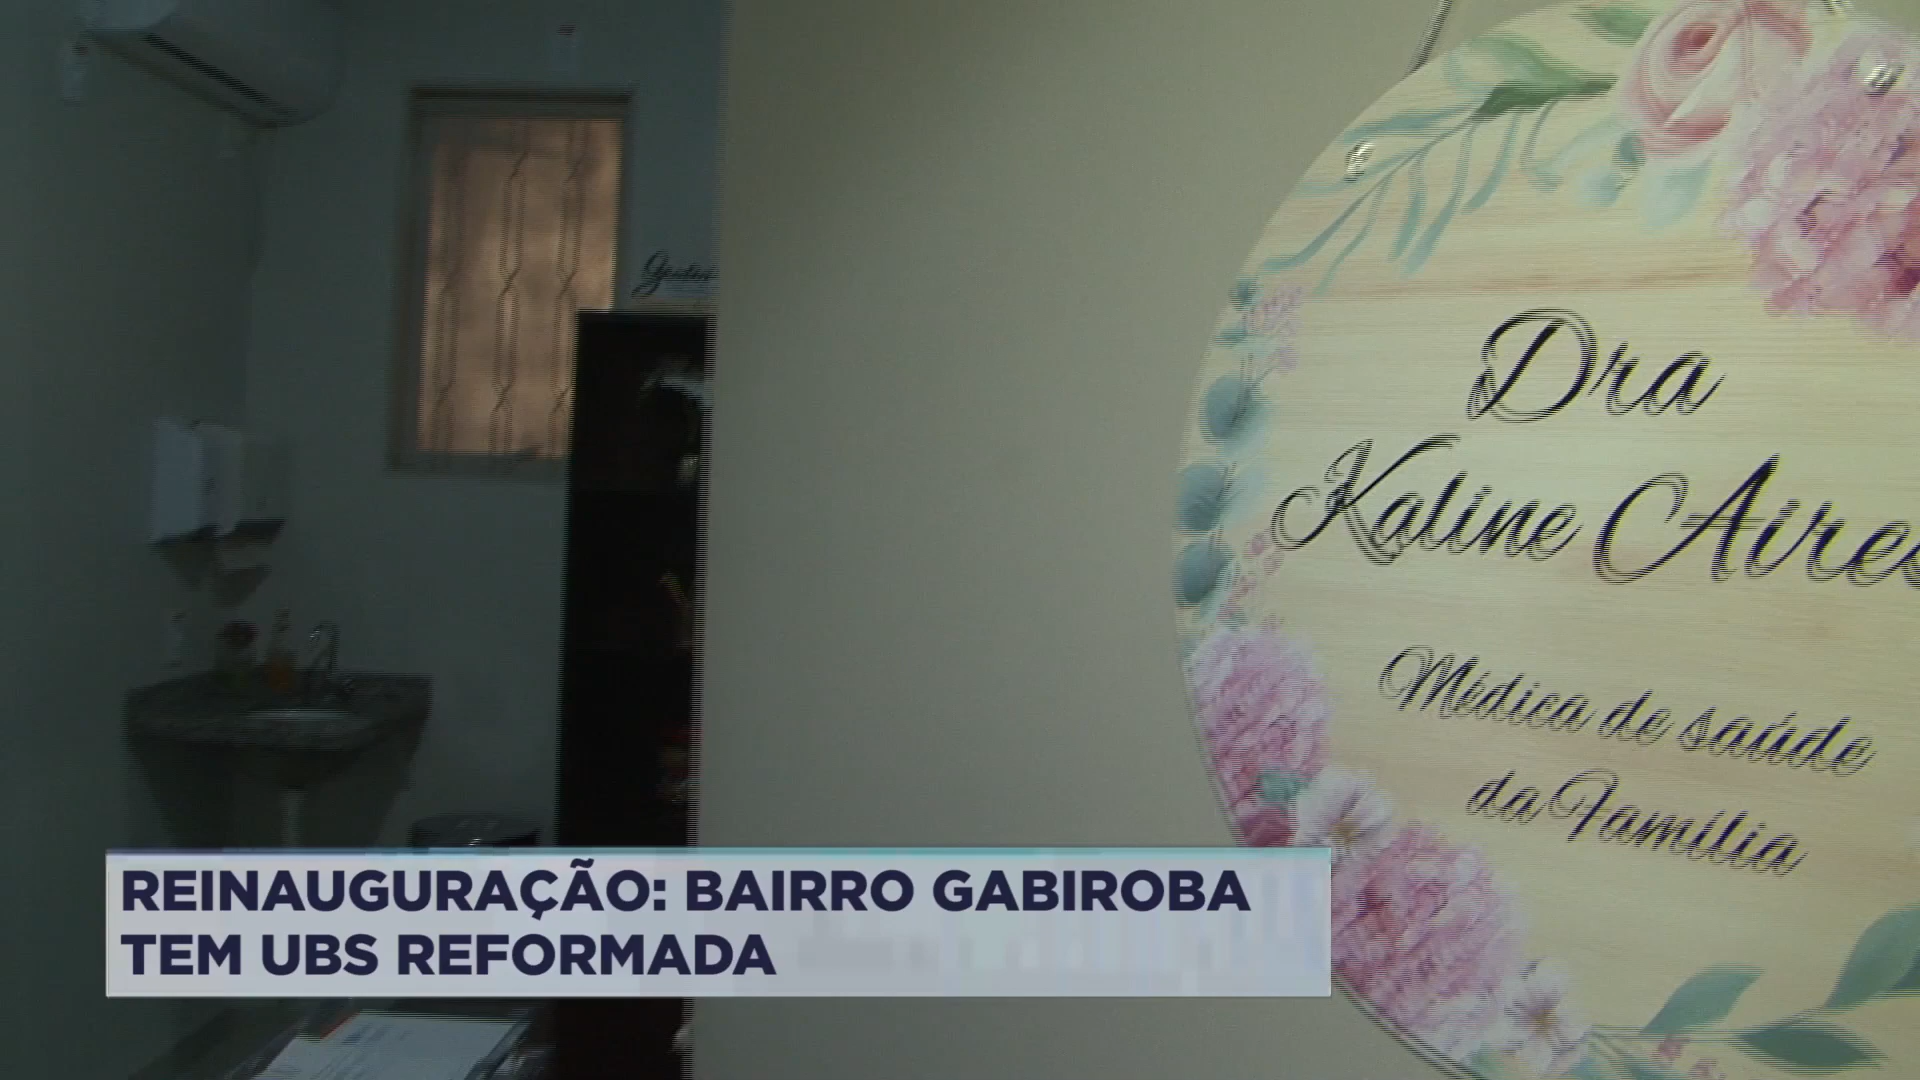 Dra
Kaline Aires
Médica de saúde
da Família
REINAUGURAÇÃO: BAIRRO GABIROBA
TEM UBS REFORMADA